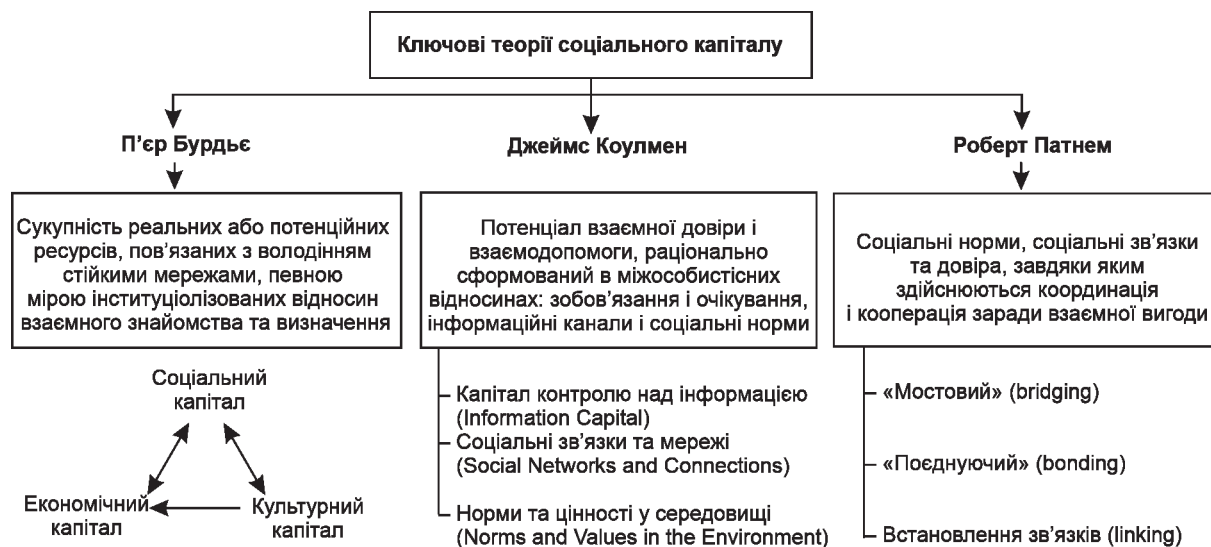 Ключові теорії соціального капіталу
П’єр Бурдьє
Джеймс Коулмен
Роберт Патнем
Сукупність реальних або потенційних
ресурсів, пов’язаних з володінням
стійкими мережами, певною
мірою інституціолізованих відносин
взаємного знайомства та визначення
Соціальний
капітал
Економічний
капітал
Культурний
капітал
Потенціал взаємної довіри і
взаємодопомоги, раціонально
сформований в міжособистісних
відносинах: зобов’язання і очікування,
інформаційні канали і соціальні норми
Капітал контролю над інформацією
(Information Capital)
Соціальні зв’язки та мережі
(Social Networks and Connections)
Норми та цінності у середовищі
(Norms and Values in the Environment)
Соціальні норми, соціальні зв’язки
та довіра, завдяки яким
здійснюються координація
і кооперація заради взаємної вигоди
«Мостовий» (bridging)
«Поєднуючий» (bonding)
Встановлення зв’язків (linking)